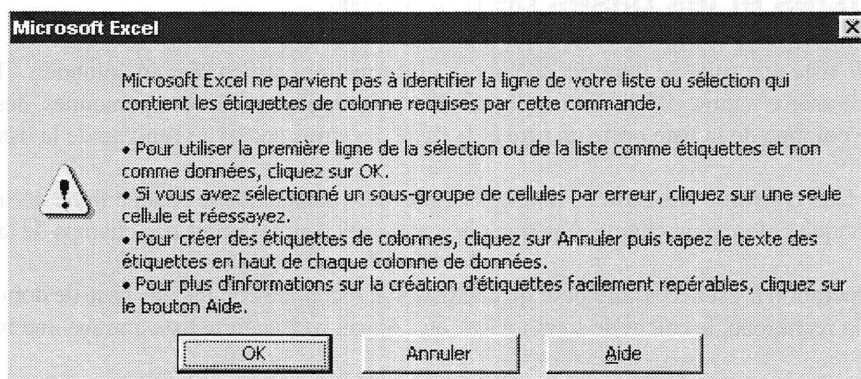 Microsoft Excel
Microsoft Excel ne parvient pas à identifier la ligne de votre liste ou sélection qui
contient les étiquettes de colonne requises par cette commande.
• Pour utiliser la première ligne de la sélection ou de la liste comme étiquettes et non
comme données, cliquez sur OK.
• Si vous avez sélectionné un sous-groupe de cellules par erreur, cliquez sur une seule
cellule et réessayez.
• Pour créer des étiquettes de colonnes, cliquez sur Annuler puis tapez le texte des
étiquettes en haut de chaque colonne de données.
• Pour plus d'informations sur la création d'étiquettes facilement repérables, cliquez sur
le bouton Aide.
OK Annuler Aide